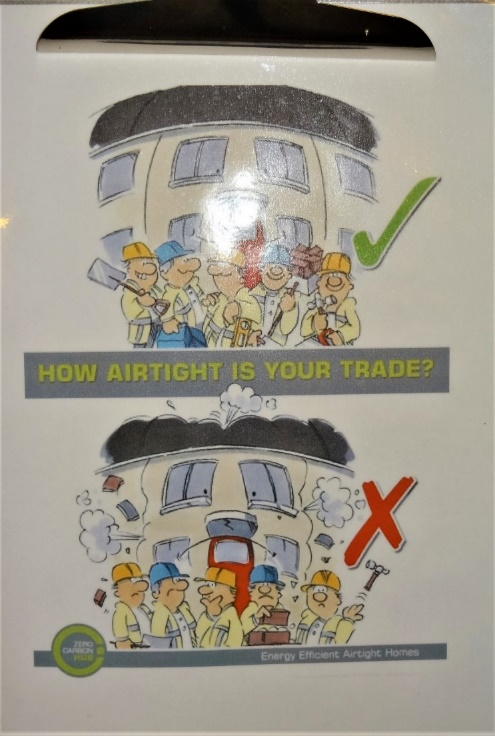 HOW AIRTIGHT IS YOUR TRADE?
ZERO
CARBON
HUB
Energy Efficient Airtight Homes